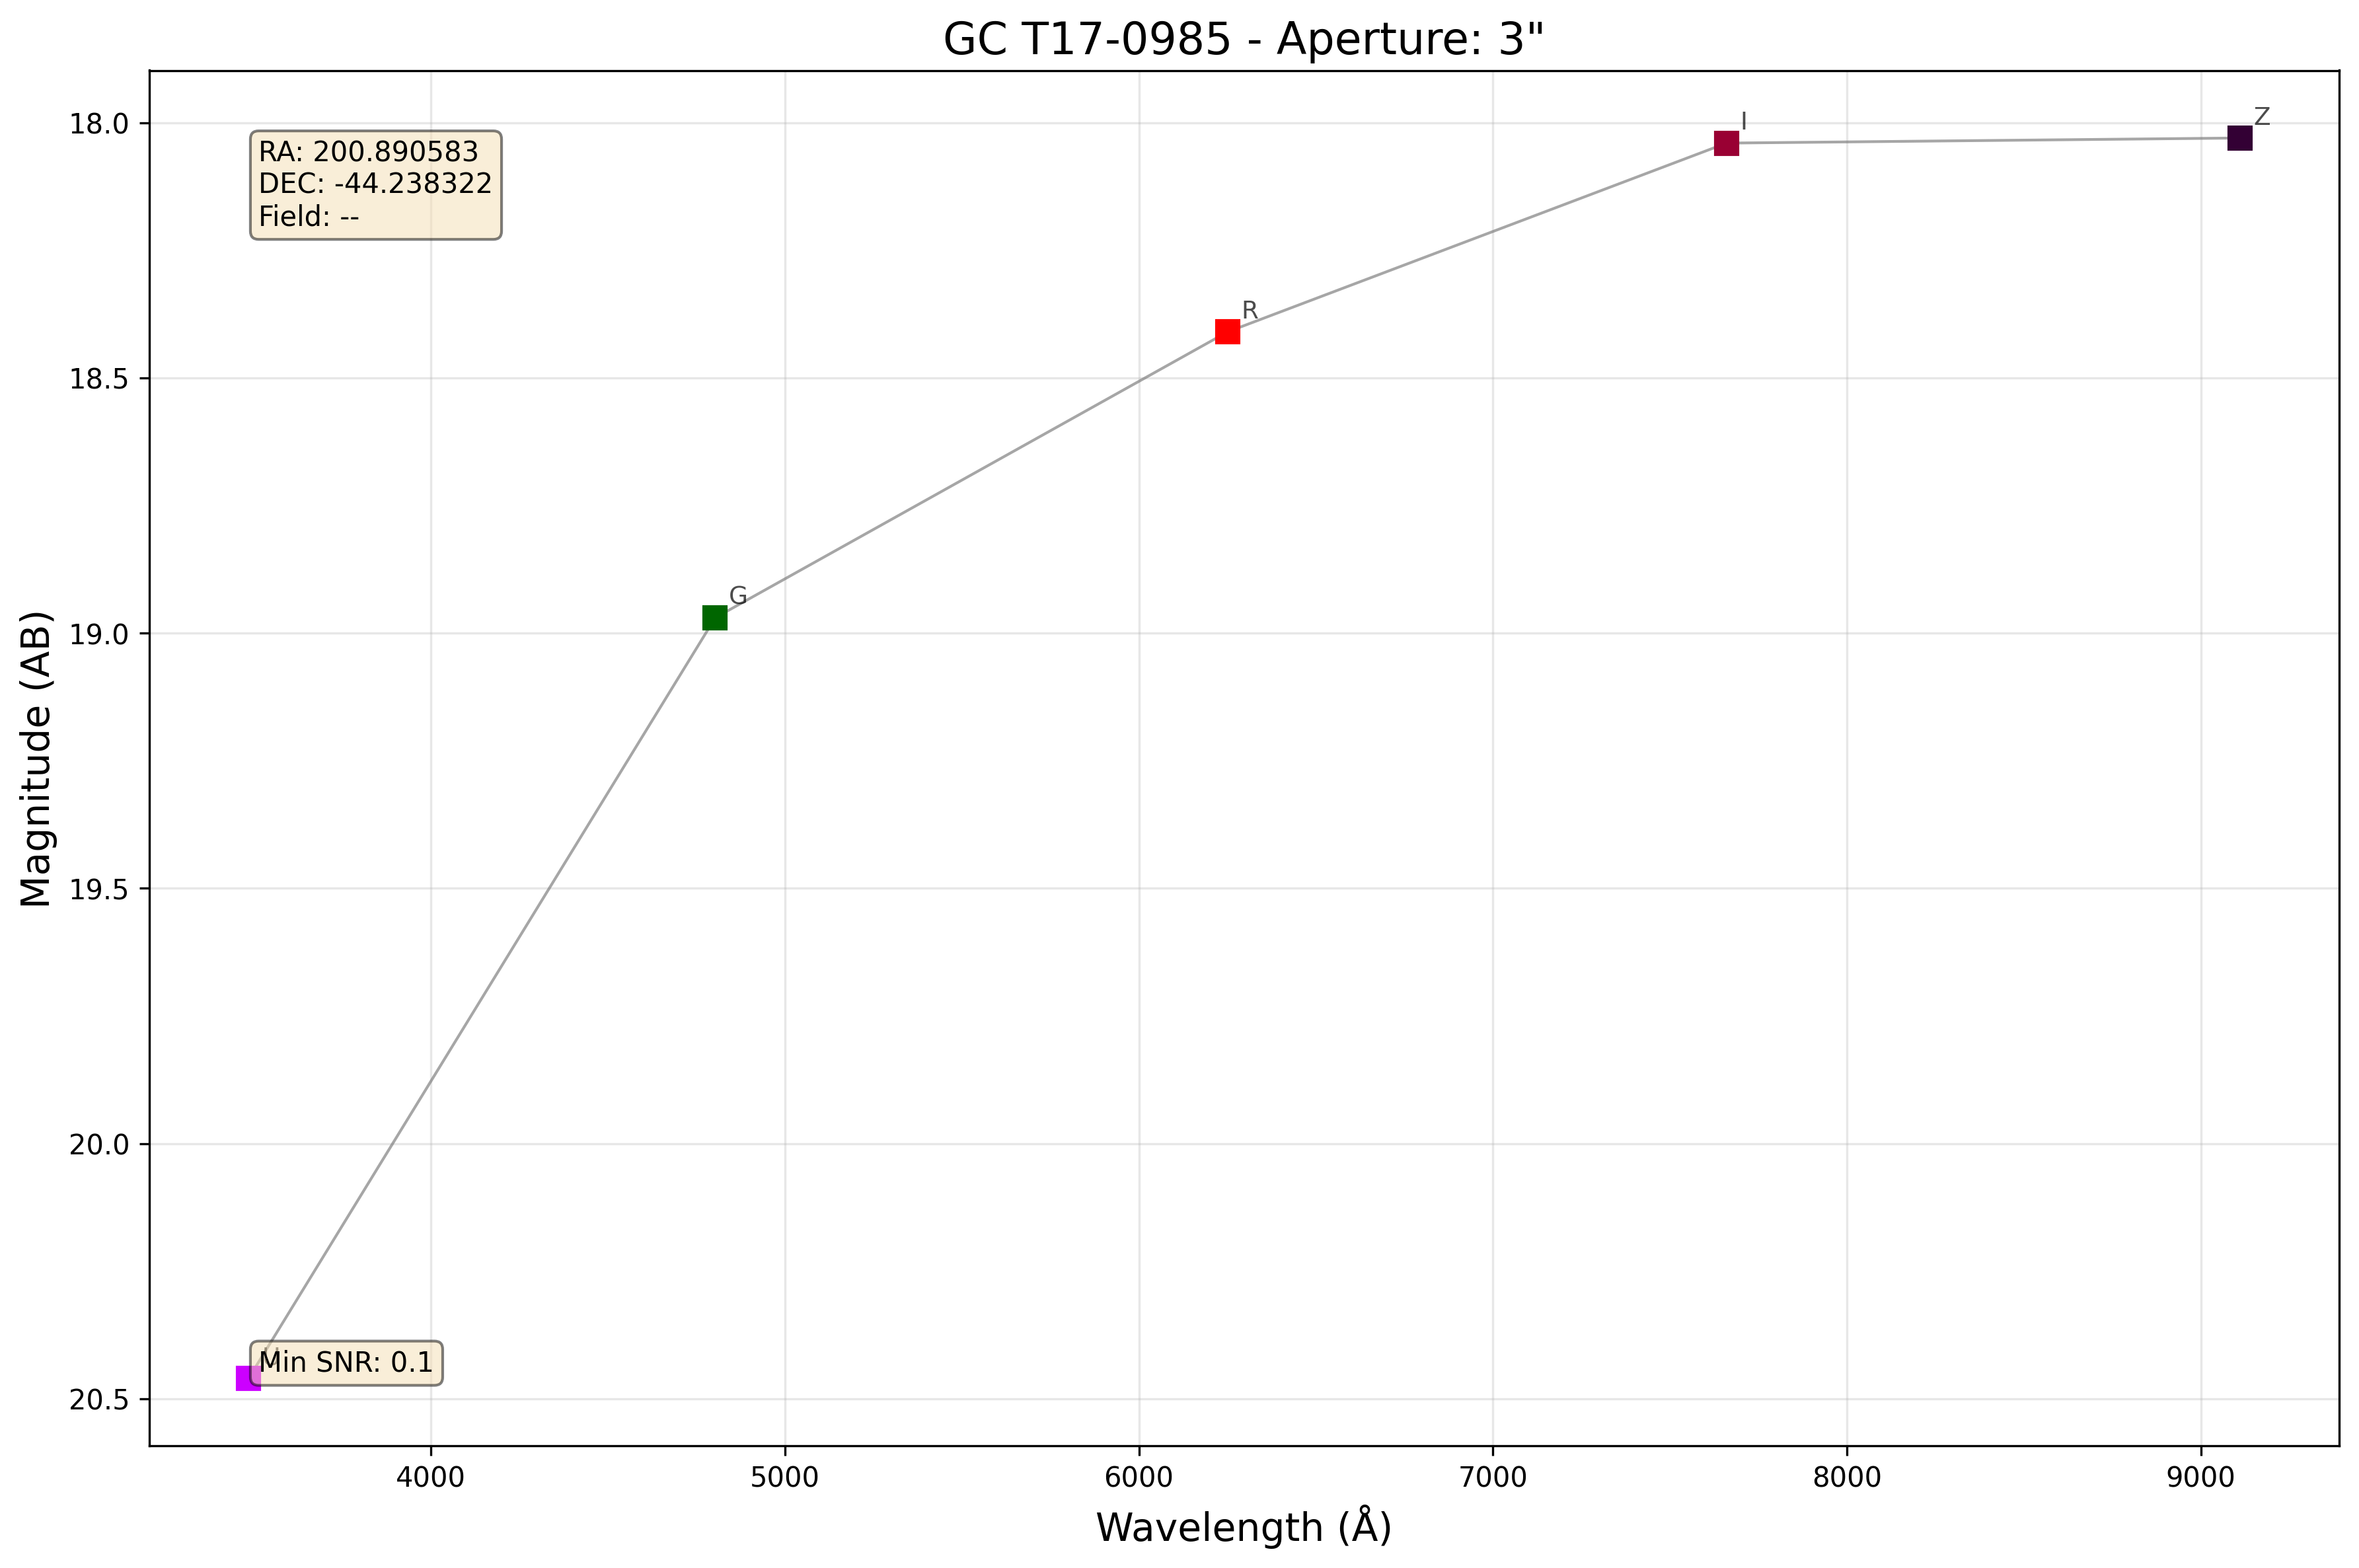 GC T17-0985 - Aperture: 3"
18.0
18.5
19.0
19.5
20.0
20.5
Magnitude (AB)
RA: 200.890583
DEC: -44.238322
Field: --
Z
I
R
G
Min SNR: 0.1
4000
5000
6000
7000
8000
9000
Wavelength (Å)